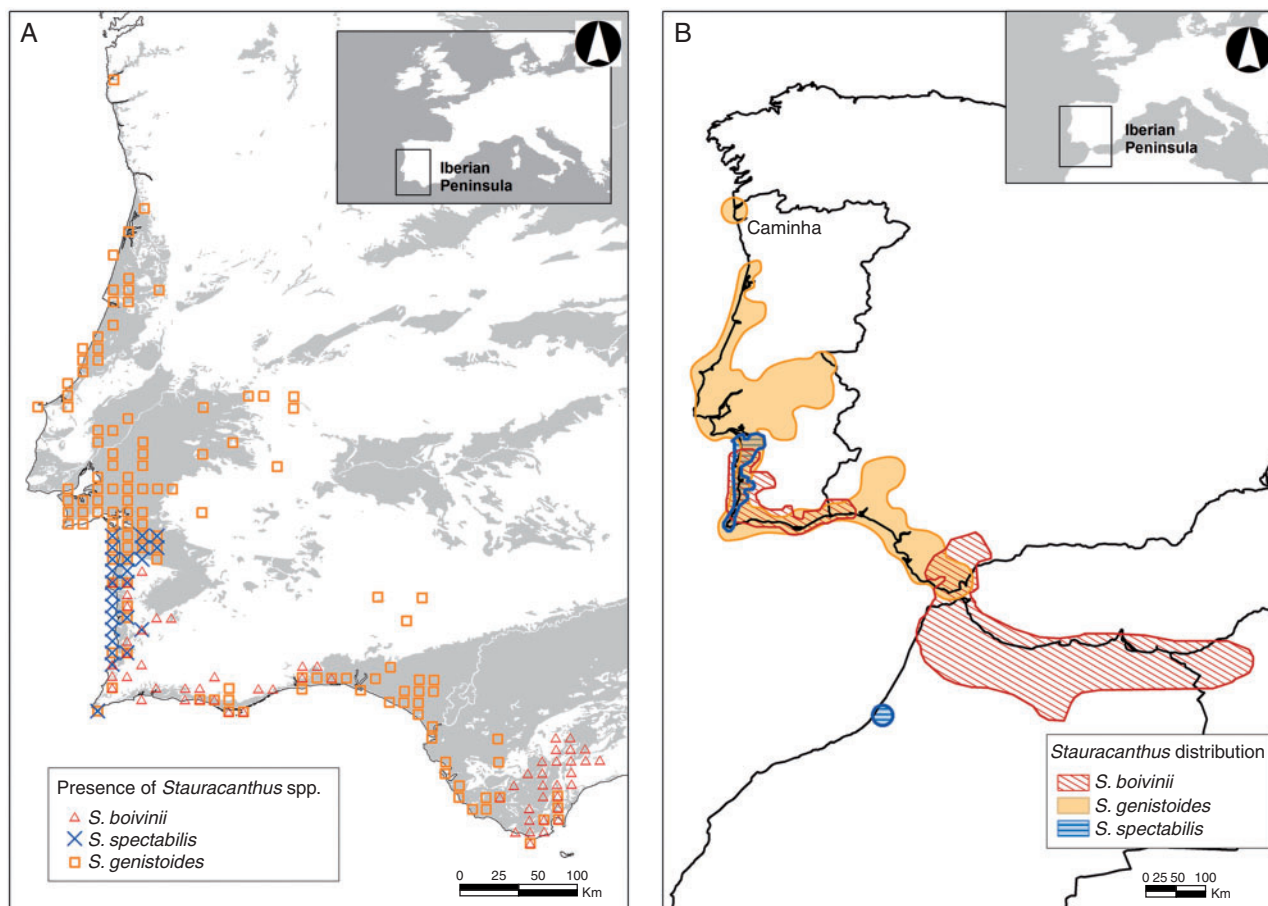 A
Iberian
Peninsula
Presence of Stauracanthus spp.
S. boivinii
S. spectabilis
S. genistoides
0 25 50 100
Km
B
Iberian
Peninsula
Caminha
Stauracanthus distribution
S. boivinii
S. genistoides
S. spectabilis
0 25 50 100
Km